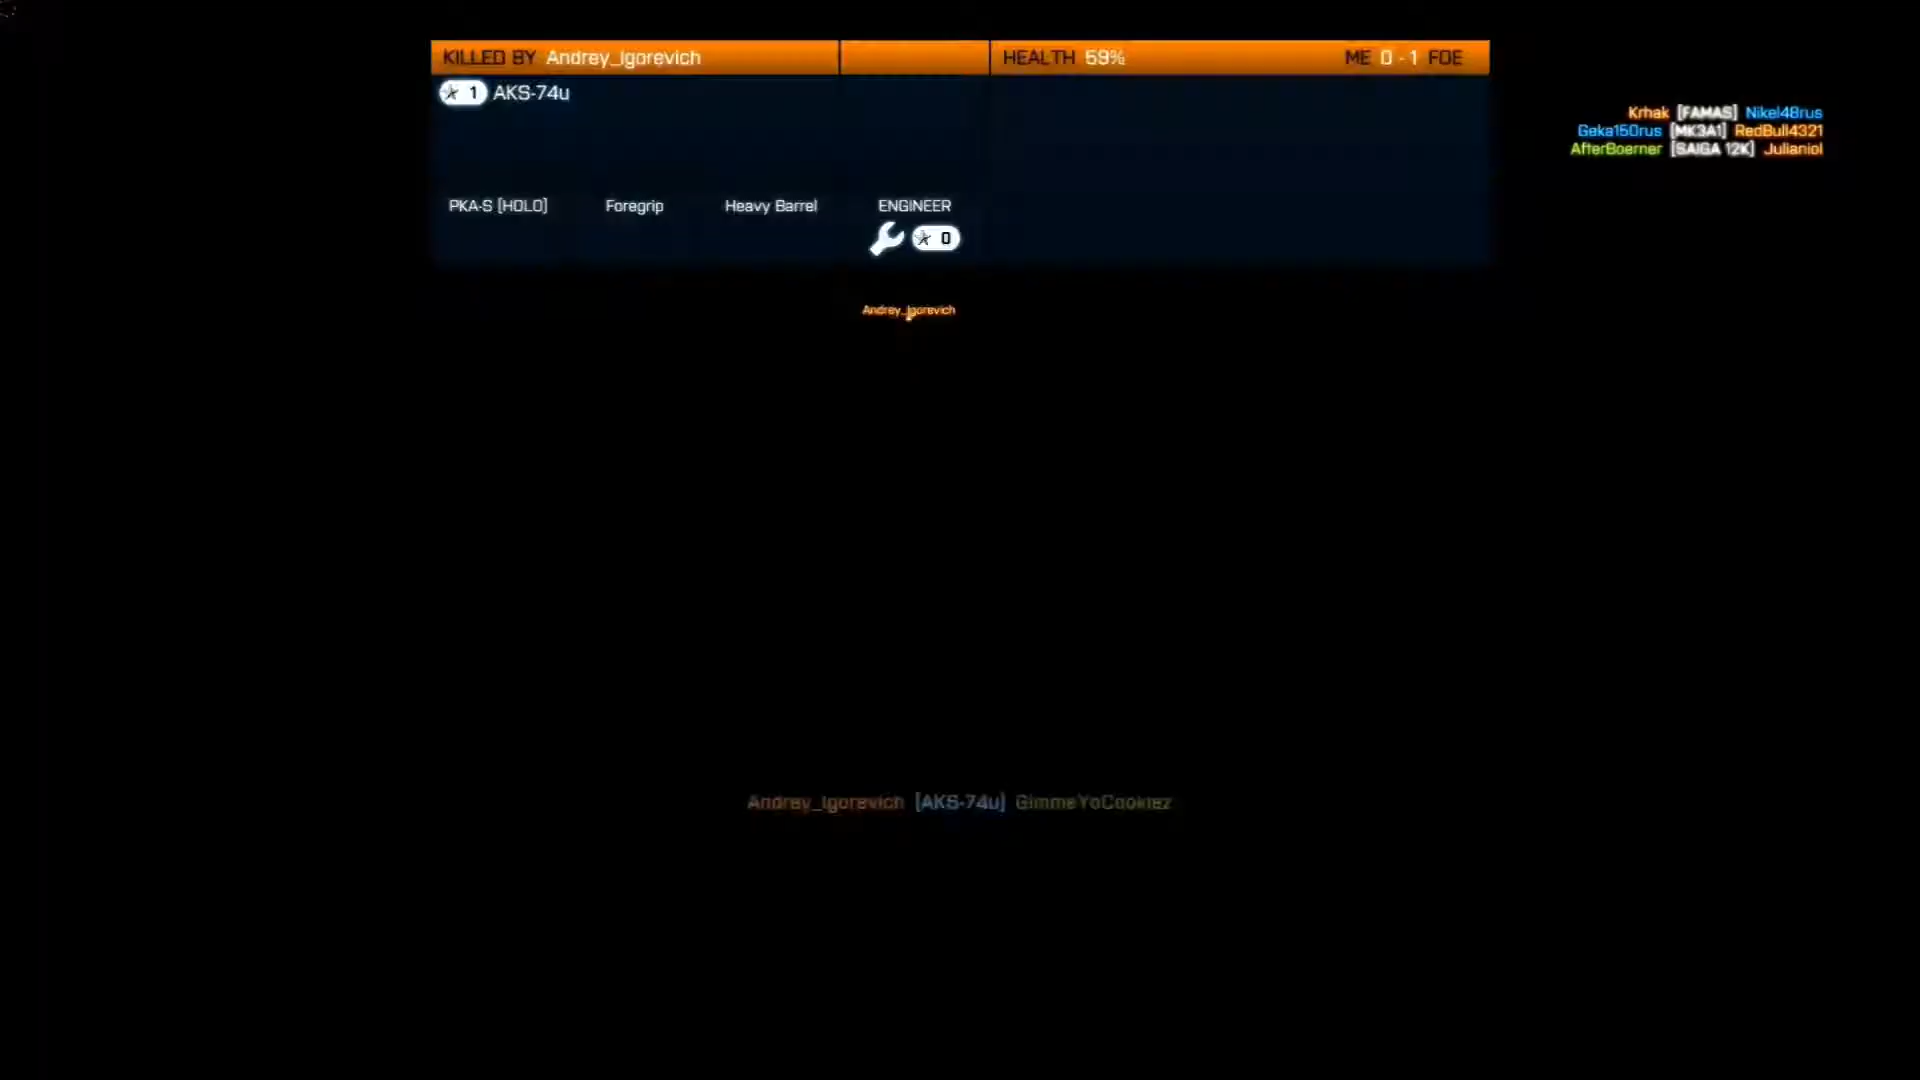 KILLED BY Andrey_Igorevich HEALTH 59% ME 0 - 1 FOE
1 AKS-74u
Krhak [FAMAS] Nikel48rus
Geka150rus [MK3A1] RedBull4321
AfterBoerner [SAIGA 12K] Julianiol
PKA-S [HOLO] Foregrip Heavy Barrel ENGINEER
0
Andrey_Igorevich
Andrey_Igorevich [AKS-74u] GimmeYoCookiez